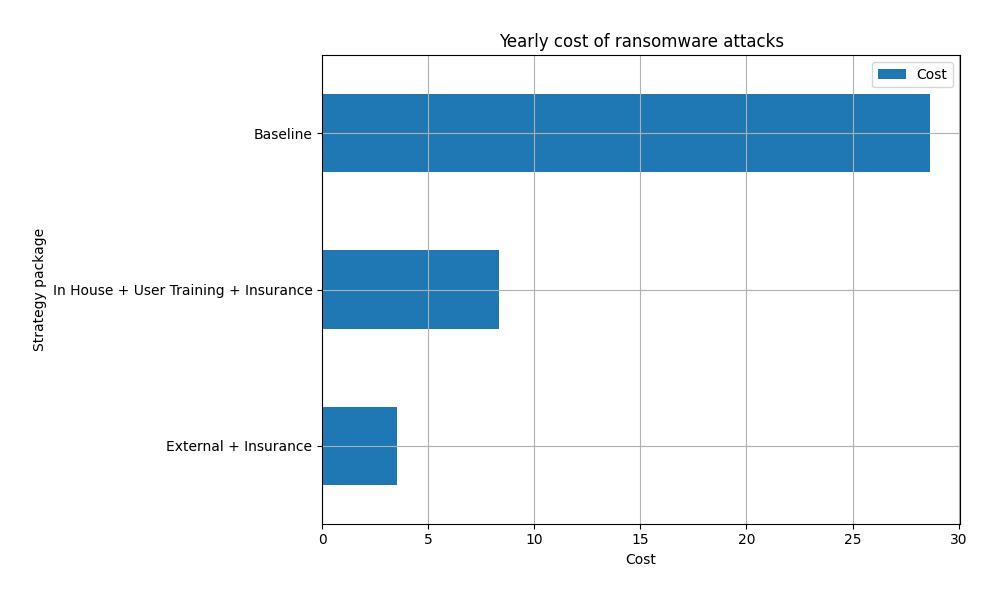 Yearly cost of ransomware attacks
Cost
Strategy package
Baseline
In House + User Training + Insurance
External + Insurance
0 5 10 15 20 25 30
Cost